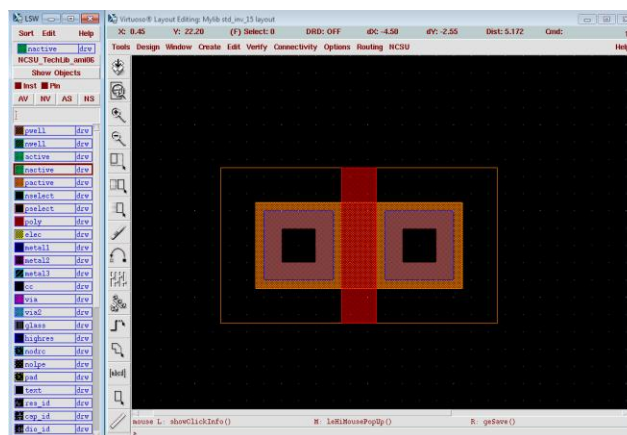 LSW
Sort Edit Help
nactive drw
NCSU_TechLib_ami06
Show Objects
Inst Pin
AV NV AS NS
pwell drw
nwell drw
active drw
nactive drw
pactive drw
nselect drw
pselect drw
poly drw
elec drw
metal1 drw
metal2 drw
metal3 drw
cc drw
via drw
via2 drw
glass drw
highres drw
nodrc drw
nolpe drw
pad drw
text drw
res_id drw
cap_id drw
dio_id drw
Virtuoso® Layout Editing: Mylib std_inv_15 layout
X: 0.45 Y: 22.20 (F) Select: 0 DRD: OFF dX: -4.50 dY: -2.55 Dist: 5.172 Cmd:
Tools Design Window Create Edit Verify Connectivity Options Routing NCSU Help
[abcd]
mouse L: showClickInfo() M: leHiMousePopUp() R: geSave()